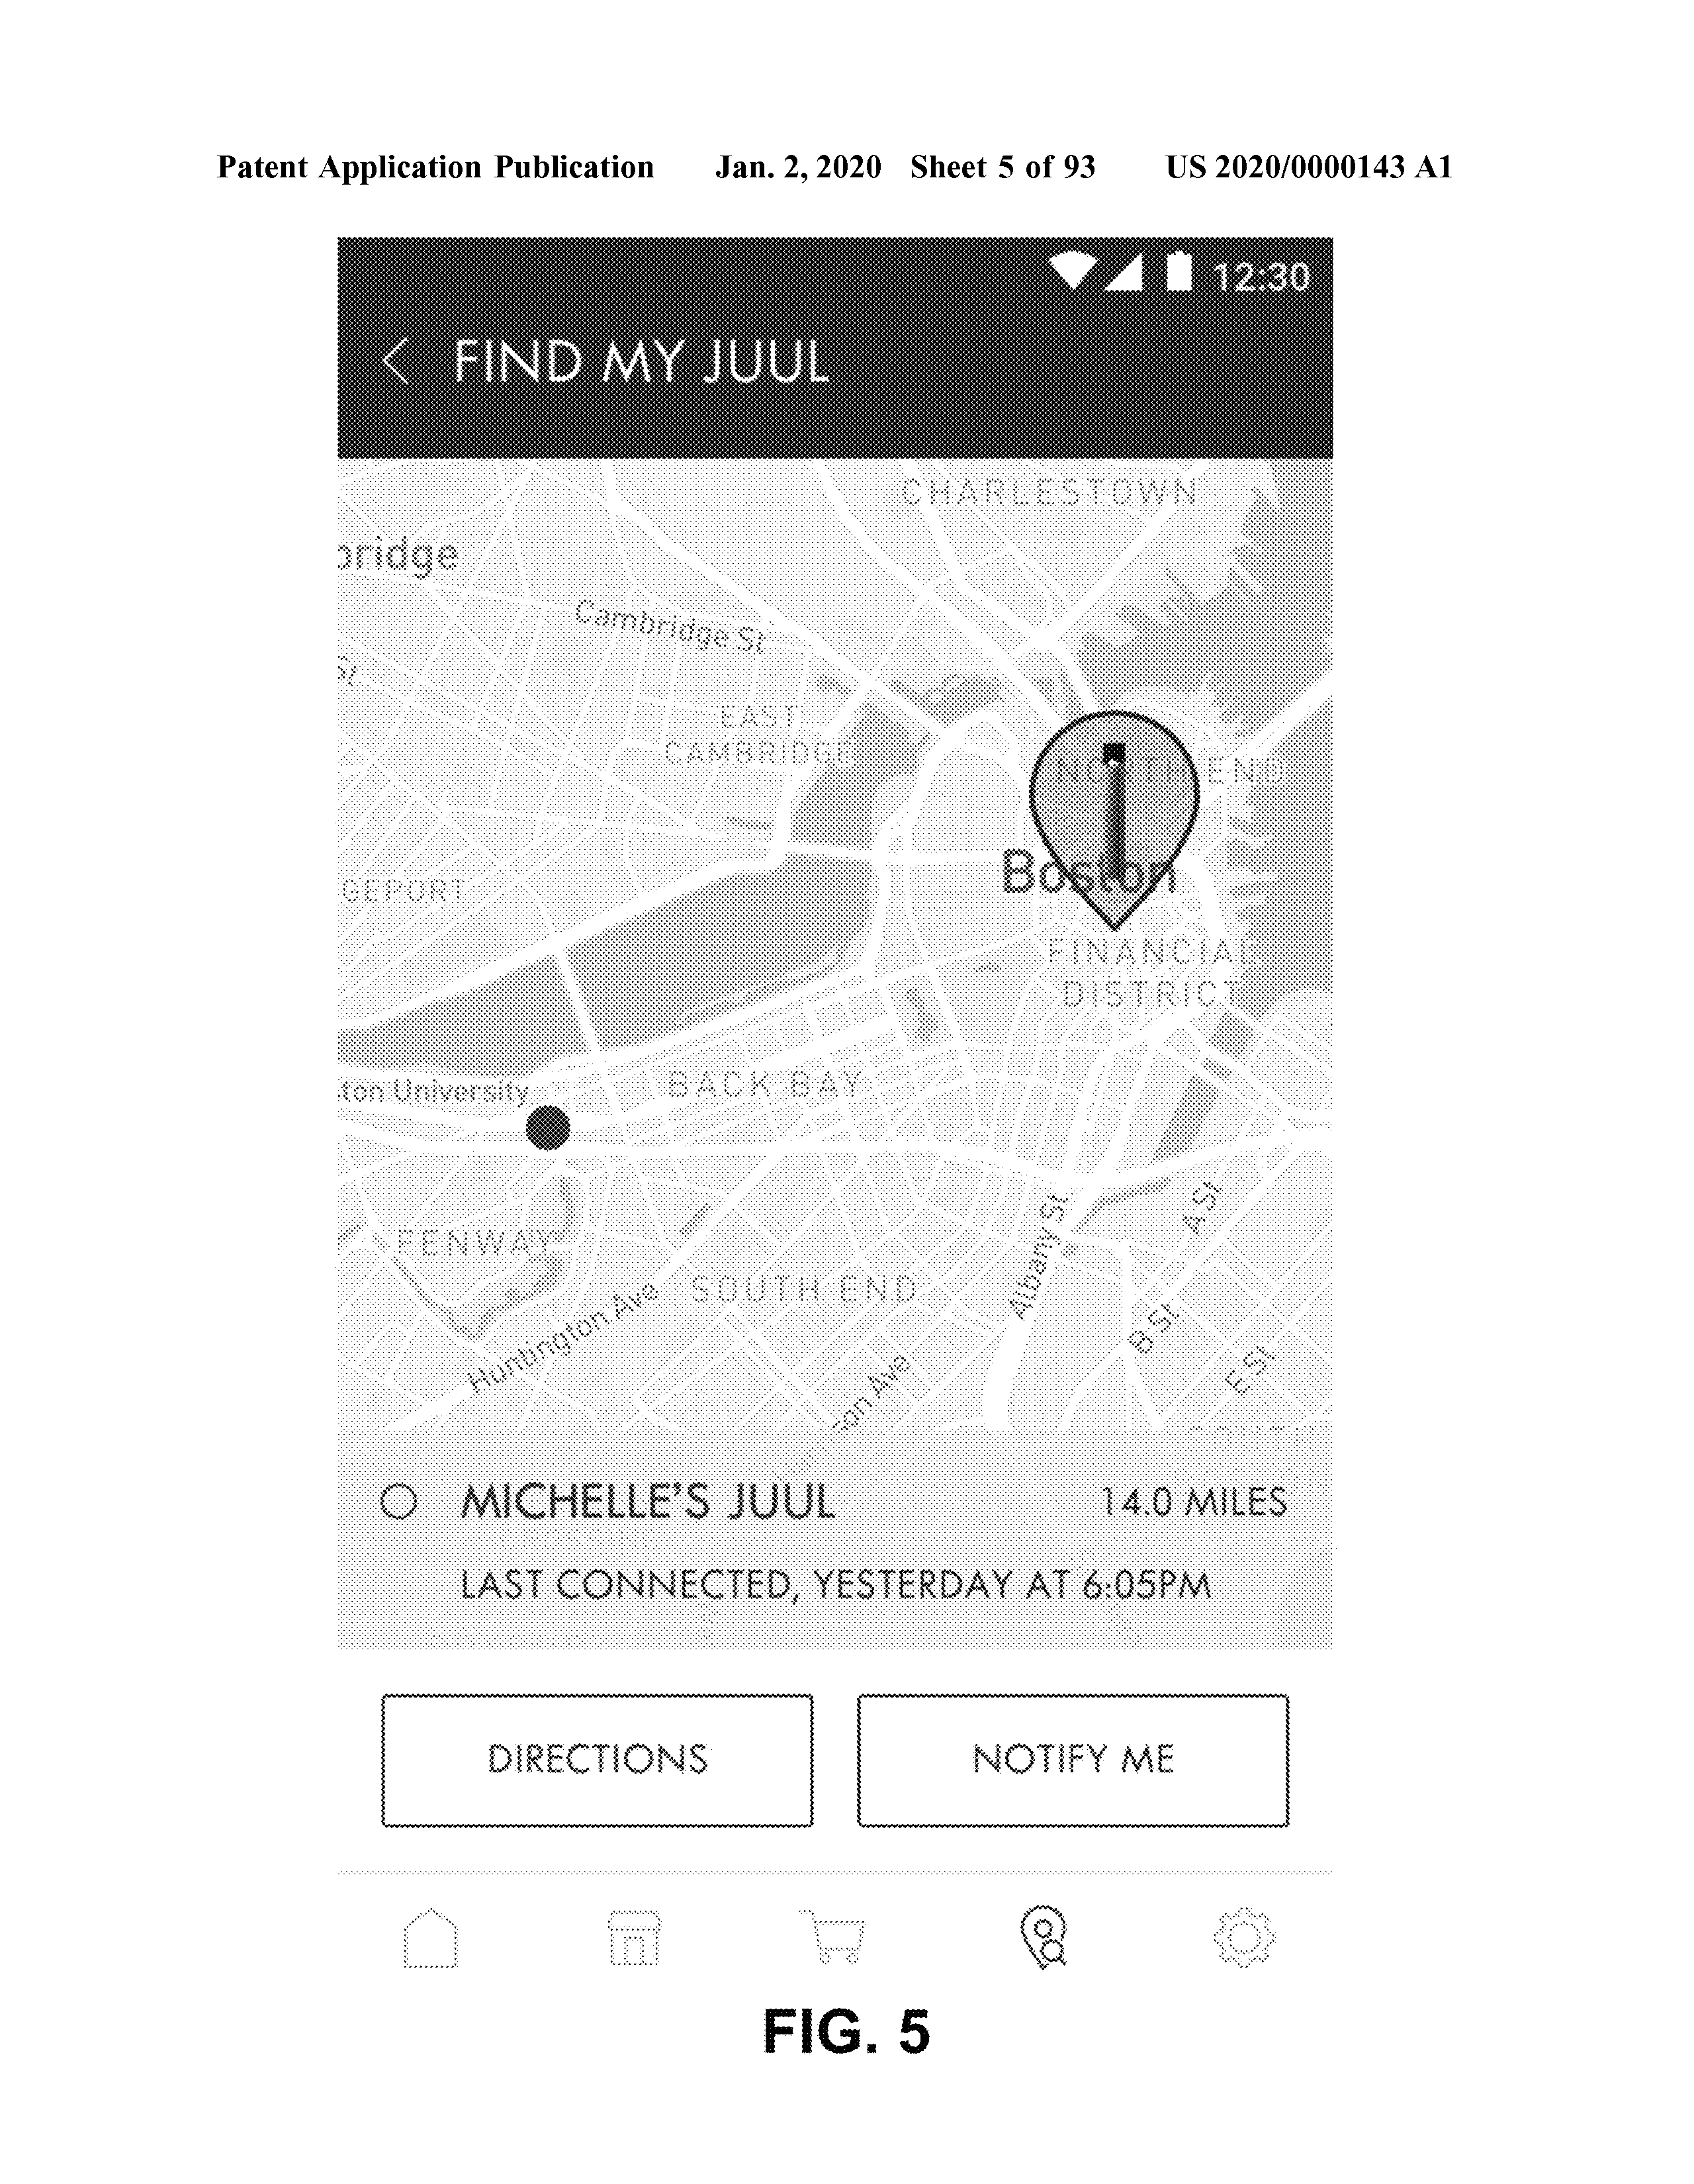 Patent Application Publication Jan. 2, 2020 Sheet 5 of 93 US 2020/0000143 A1
12:30
FIND MY JUUL
CHARLESTOWN
bridge
Cambridge St
St
EAST
CAMBRIDGE
NORTH END
Boston
GEPORT
FINANCIAL
DISTRICT
ton University
BACK BAY
A St
Albany St
FENWAY
SOUTH END
Huntington Ave
B St
E St
on Ave
MICHELLE'S JUUL 14.0 MILES
LAST CONNECTED, YESTERDAY AT 6:05PM
DIRECTIONS NOTIFY ME
FIG. 5